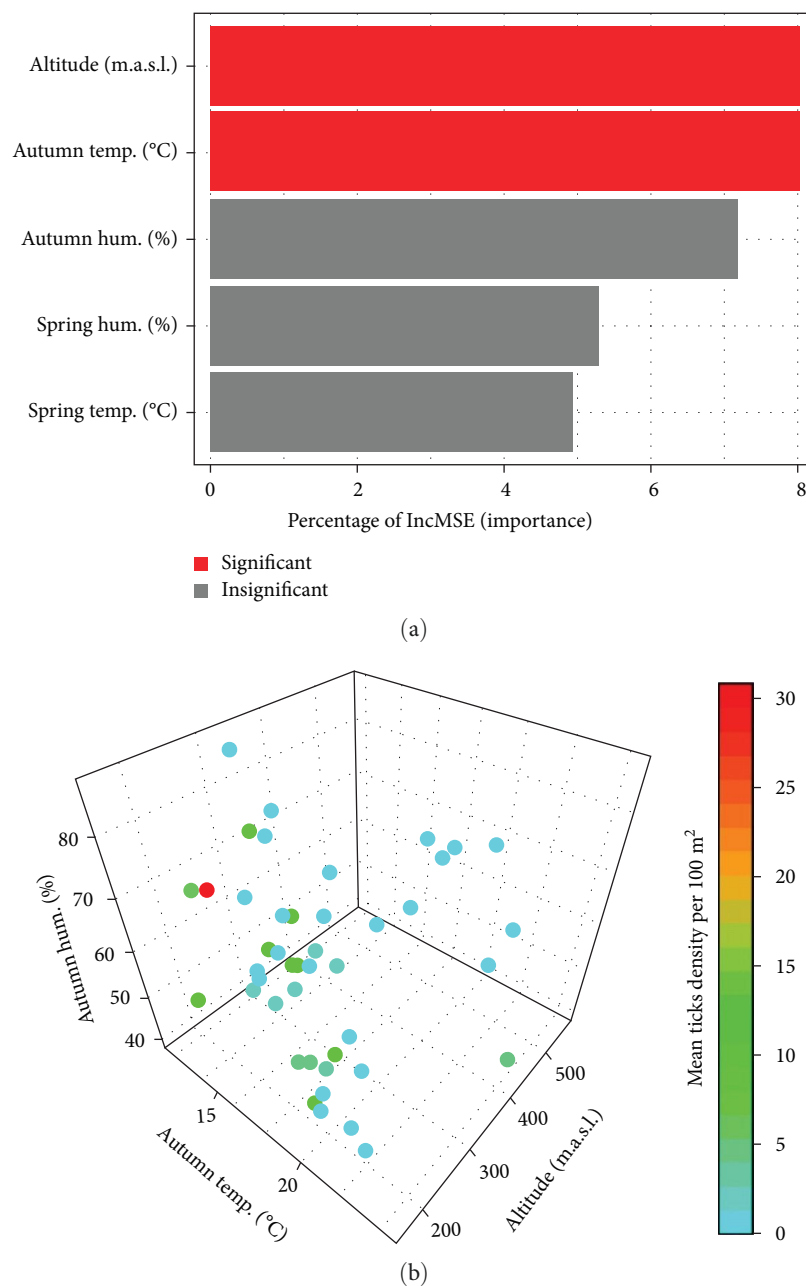 Altitude (m.a.s.l.)
Autumn temp. (°C)
Autumn hum. (%)
Spring hum. (%)
Spring temp. (°C)
0 2 4 6 8
Percentage of IncMSE (importance)
Significant
Insignificant
(a)
80
70
60
50
40
Autumn hum. (%)
15
20
Autumn temp. (°C)
200
300
400
500
Altitude (m.a.s.l.)
30
25
20
15
10
5
0
Mean ticks density per 100 m²
(b)